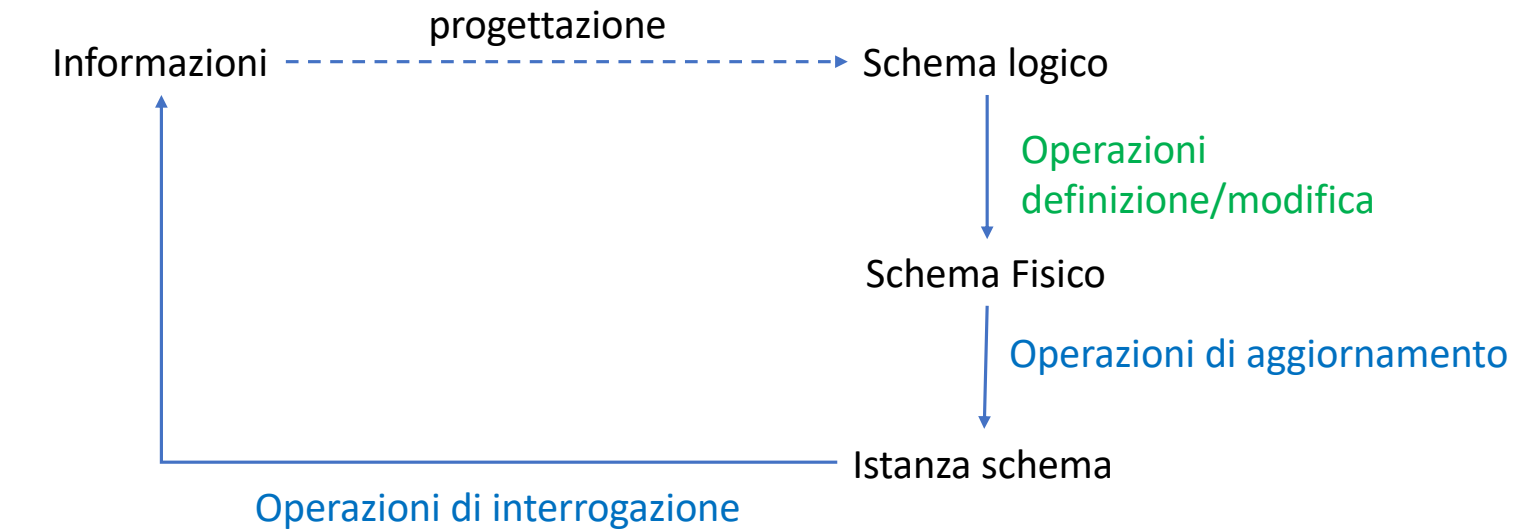 progettazione
Informazioni
Schema logico
Operazioni
definizione/modifica
Schema Fisico
Operazioni di aggiornamento
Istanza schema
Operazioni di interrogazione